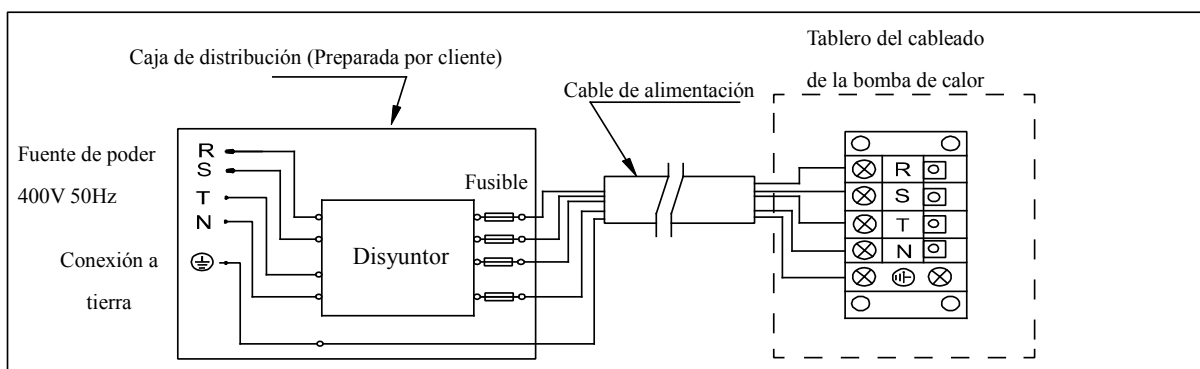 Tablero del cableado
de la bomba de calor
Caja de distribución (Preparada por cliente)
Cable de alimentación
Fuente de poder
400V 50Hz
Conexión a
tierra
R
S
T
N
Disyuntor
Fusible
R
S
T
N